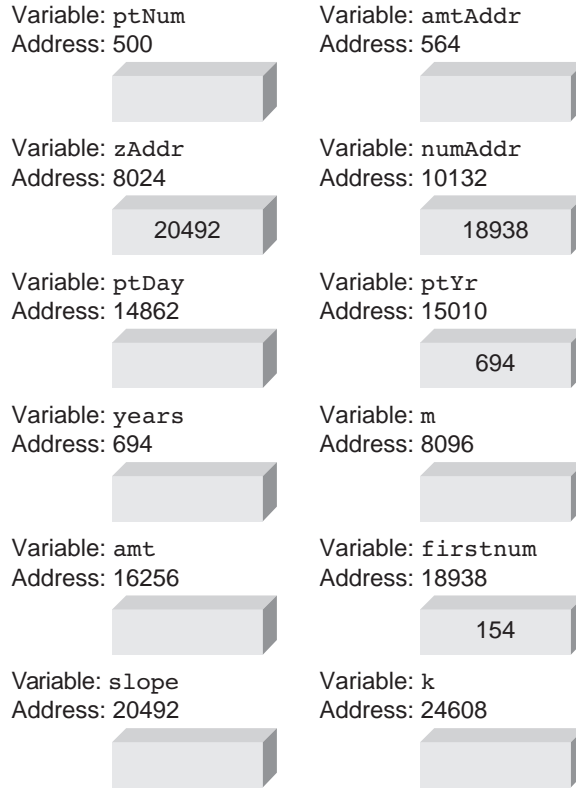 Variable: ptNum
Address: 500
Variable: amtAddr
Address: 564
Variable: zAddr
Address: 8024
20492
Variable: numAddr
Address: 10132
18938
Variable: ptDay
Address: 14862
Variable: ptYr
Address: 15010
694
Variable: years
Address: 694
Variable: m
Address: 8096
Variable: amt
Address: 16256
Variable: firstnum
Address: 18938
154
Variable: slope
Address: 20492
Variable: k
Address: 24608